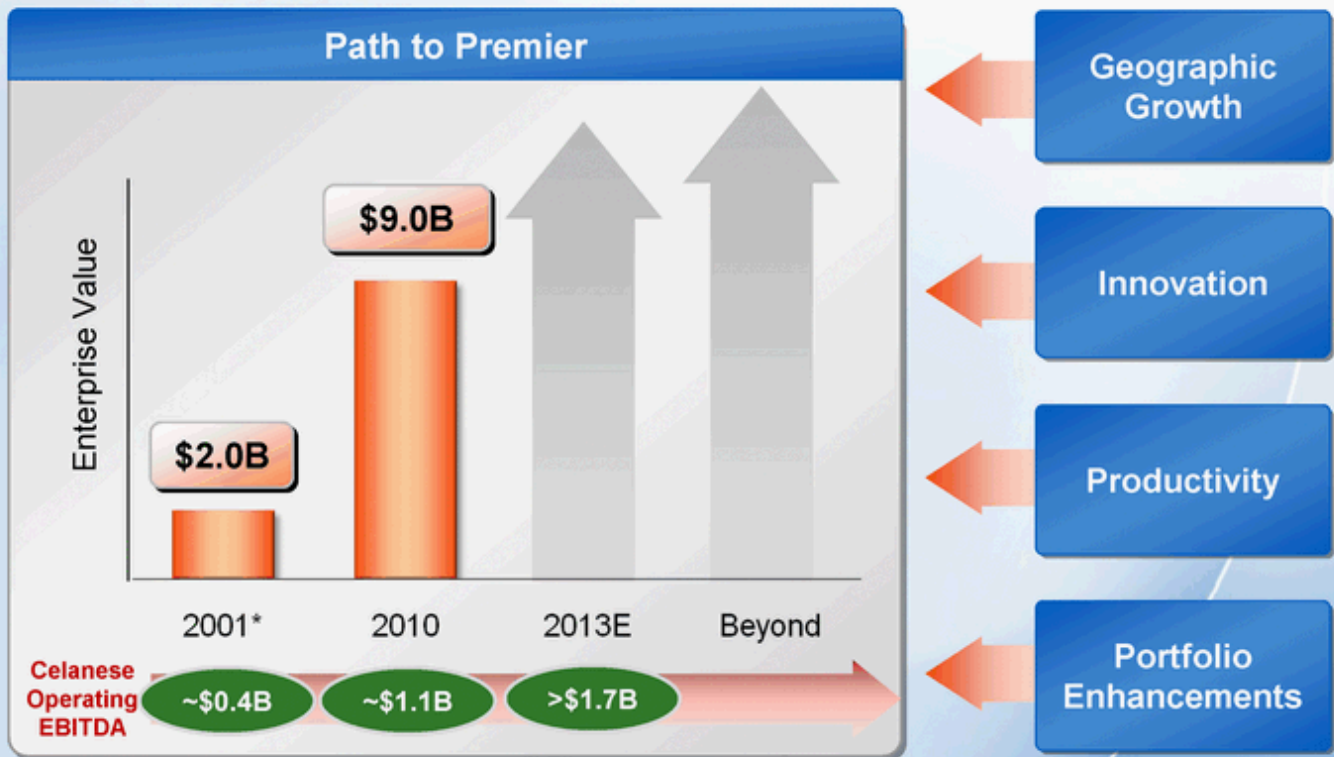 Path to Premier
Enterprise Value
$2.0B
$9.0B
2001*
2010
2013E
Beyond
Celanese
Operating
EBITDA
~$0.4B
~$1.1B
>$1.7B
Geographic
Growth
Innovation
Productivity
Portfolio
Enhancements